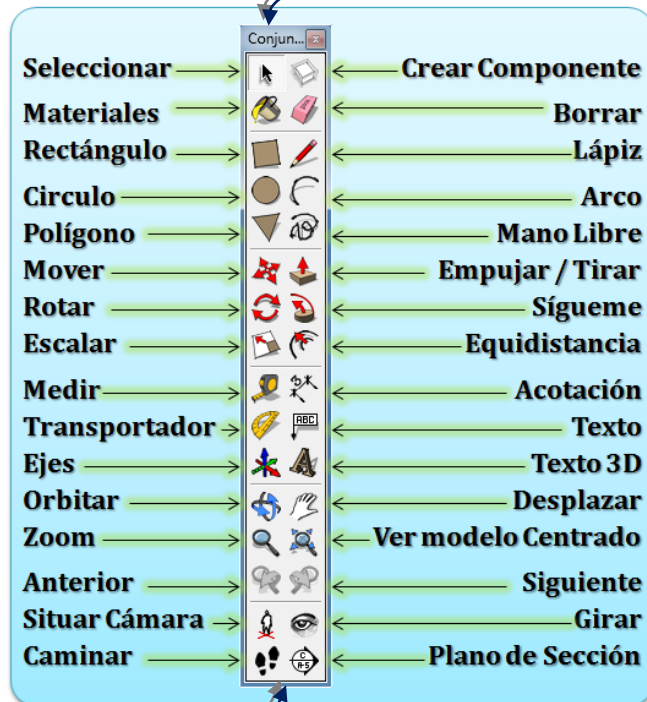 Conjun...
Seleccionar Crear Componente
Materiales Borrar
Rectángulo Lápiz
Circulo Arco
Polígono Mano Libre
Mover Empujar / Tirar
Rotar Sígueme
Escalar Equidistancia
Medir Acotación
Transportador ABC Texto
Ejes Texto 3D
Orbitar Desplazar
Zoom Ver modelo Centrado
Anterior Siguiente
Situar Cámara Girar
Caminar Plano de Sección